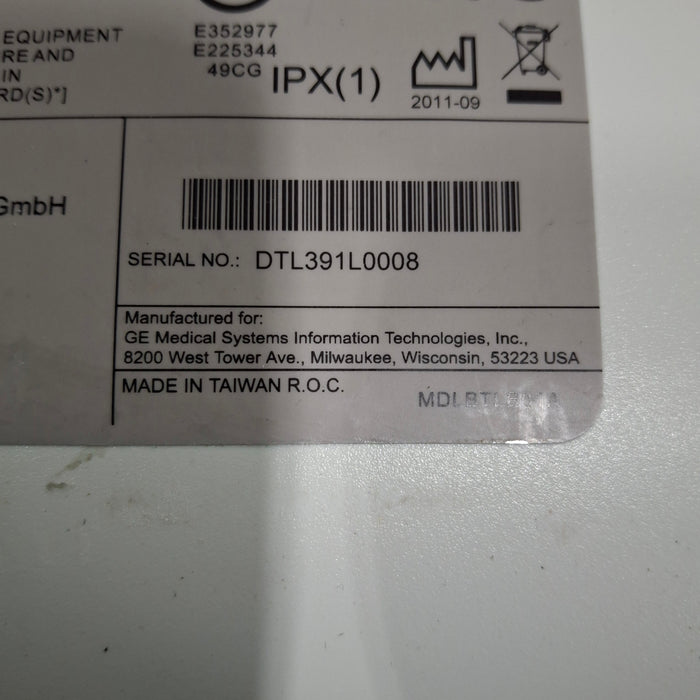 EQUIPMENT
RE AND
IN
RD(S)*]
E352977
E225344
49CG
IPX(1)
2011-09
GmbH
SERIAL NO.: DTL391L0008
Manufactured for:
GE Medical Systems Information Technologies, Inc.,
8200 West Tower Ave., Milwaukee, Wisconsin, 53223 USA
MADE IN TAIWAN R.O.C.